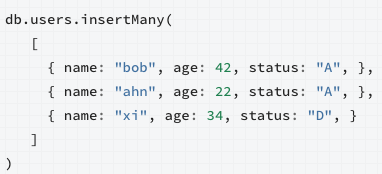 db.users.insertMany(
[
{ name: "bob", age: 42, status: "A", },
{ name: "ahn", age: 22, status: "A", },
{ name: "xi", age: 34, status: "D", }
]
)